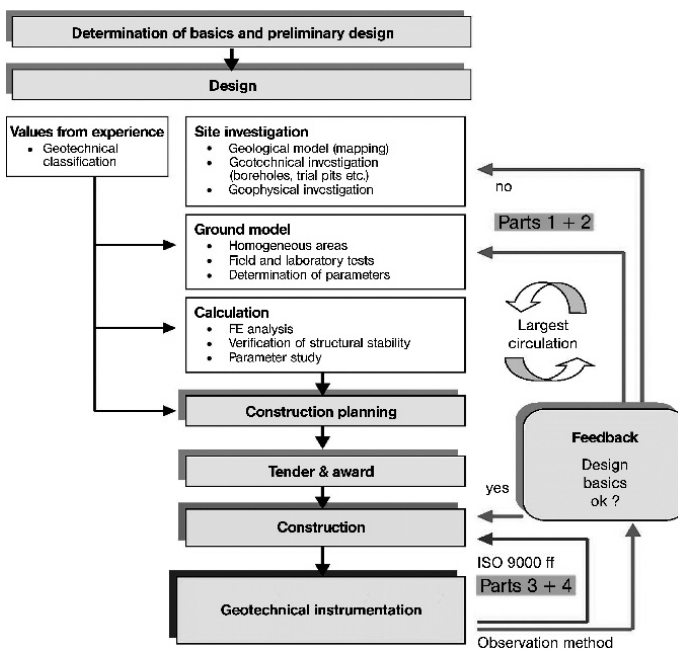 Determination of basics and preliminary design
Design
Values from experience
• Geotechnical
classification
Site investigation
• Geological model (mapping)
• Geotechnical investigation
(boreholes, trial pits etc.)
• Geophysical investigation
no
Parts 1 + 2
Ground model
• Homogeneous areas
• Field and laboratory tests
• Determination of parameters
Calculation
• FE analysis
• Verification of structural stability
• Parameter study
Largest
circulation
Construction planning
Feedback
Design
basics
ok ?
Tender & award
yes
Construction
ISO 9000 ff
Parts 3 + 4
Geotechnical instrumentation
Observation method